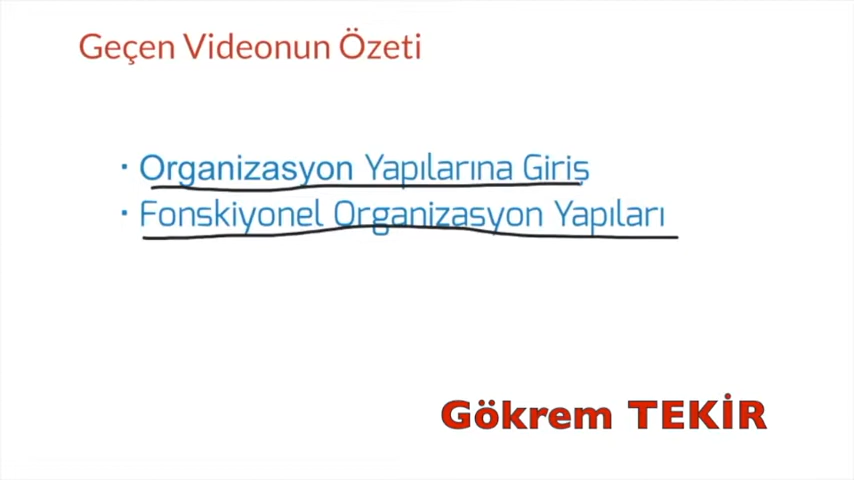 Geçen Videonun Özeti
• Organizasyon Yapılarına Giriş
• Fonskiyonel Organizasyon Yapıları
Gökrem TEKİR